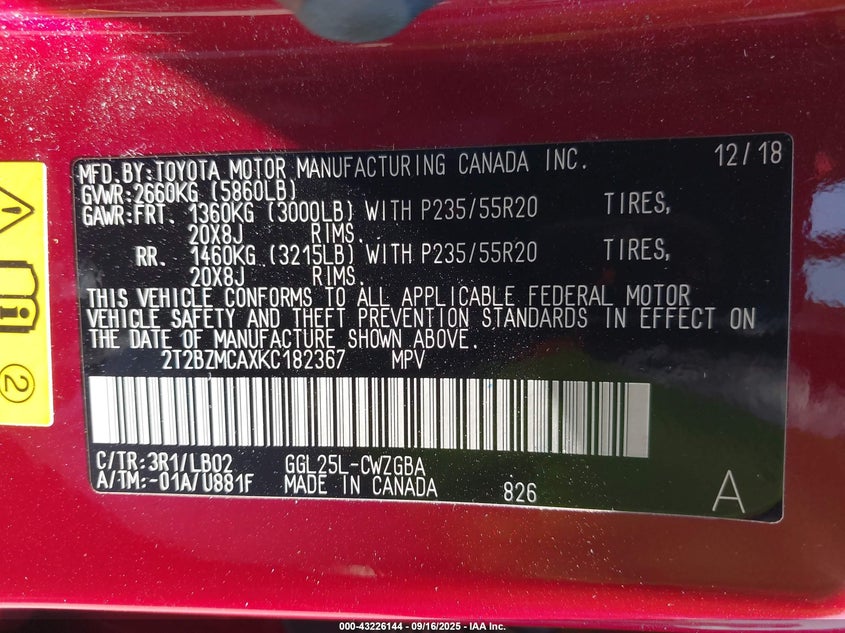 MFD.BY:TOYOTA MOTOR MANUFACTURING CANADA INC. 12/18
GVWR:2660KG (5860LB)
GAWR:FRT. 1360KG (3000LB) WITH P235/55R20 TIRES,
20X8J RIMS.
RR. 1460KG (3215LB) WITH P235/55R20 TIRES,
20X8J RIMS.
THIS VEHICLE CONFORMS TO ALL APPLICABLE FEDERAL MOTOR
VEHICLE SAFETY AND THEFT PREVENTION STANDARDS IN EFFECT ON
THE DATE OF MANUFACTURE SHOWN ABOVE.
2T2BZMCAXKC182367 MPV
C/TR:3R1/LB02 GGL25L-CWZGBA
A/TM:-01A/U881F MADE IN CANADA 826 A
2
000-43226144 - 09/16/2025 - IAA Inc.